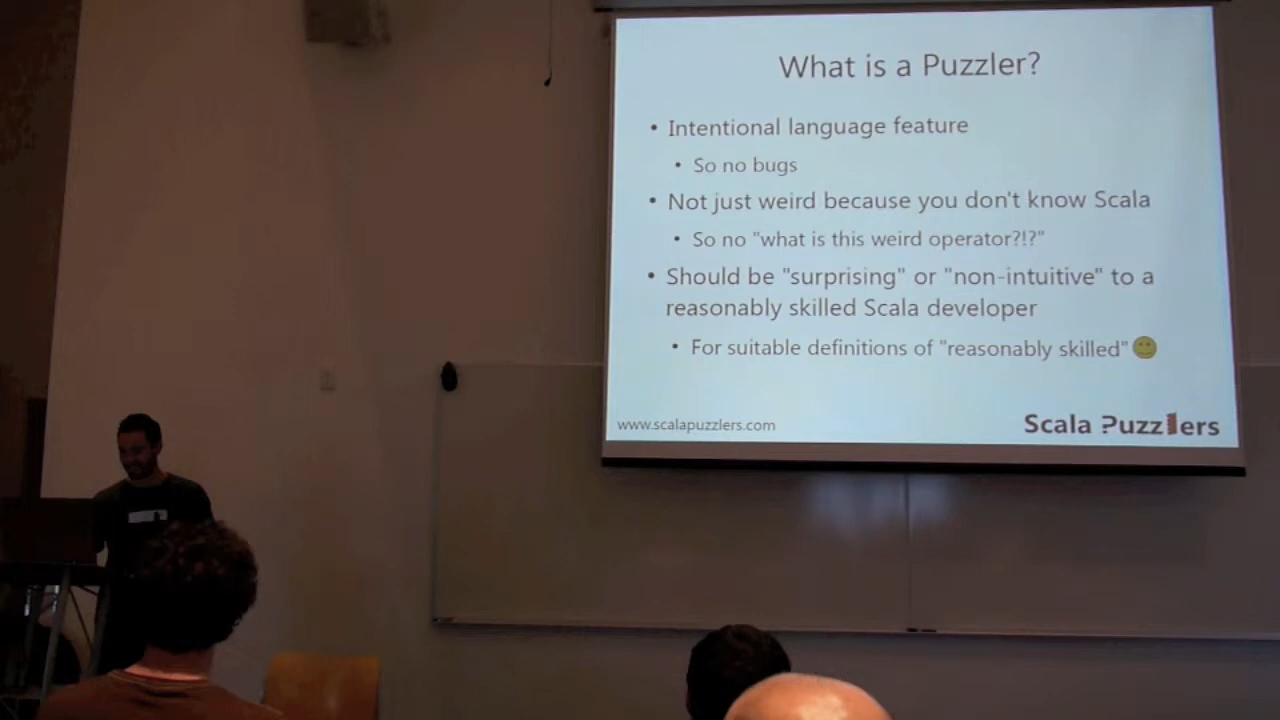 What is a Puzzler?
• Intentional language feature
• So no bugs
• Not just weird because you don't know Scala
• So no "what is this weird operator?!?"
• Should be "surprising" or "non-intuitive" to a
reasonably skilled Scala developer
• For suitable definitions of "reasonably skilled"
www.scalapuzzlers.com
Scala Puzzlers